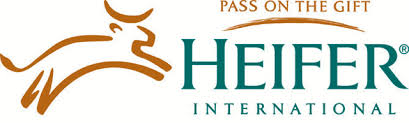 PASS ON THE GIFT
HEIFER®
INTERNATIONAL